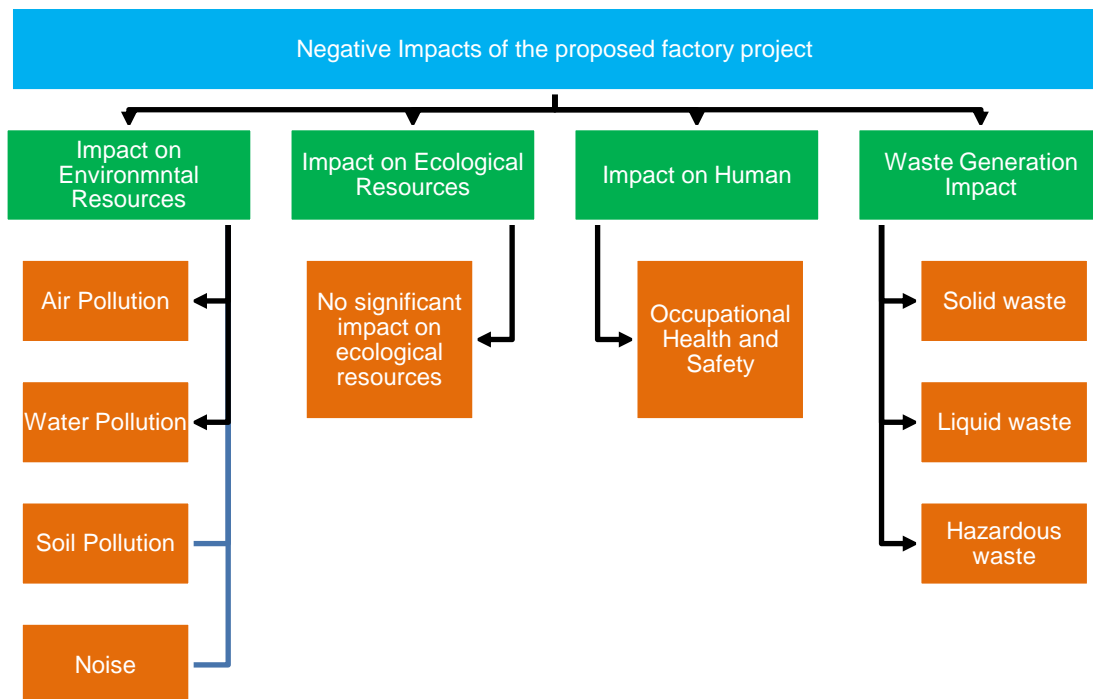 Negative Impacts of the proposed factory project
Impact on
Environmntal
Resources
Impact on Ecological
Resources
Impact on Human
Waste Generation
Impact
Air Pollution
Water Pollution
Soil Pollution
Noise
No significant
impact on
ecological
resources
Occupational
Health and
Safety
Solid waste
Liquid waste
Hazardous
waste